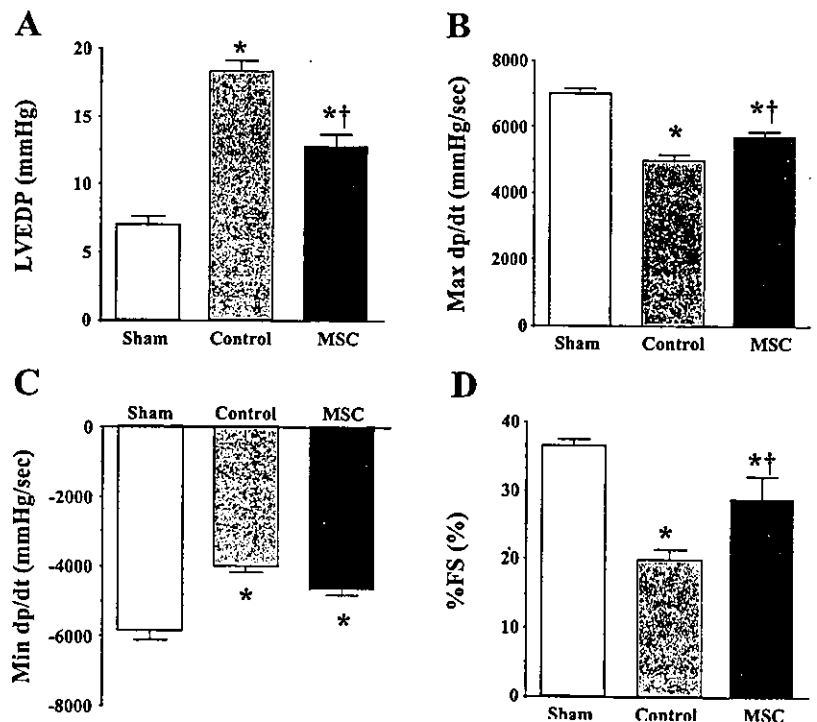 A
LVEDP (mmHg)
20
15
10
5
0
*
*†
Sham Control MSC
B
Max dp/dt (mmHg/sec)
8000
6000
4000
2000
0
*
*†
Sham Control MSC
C
Min dp/dt (mmHg/sec)
Sham Control MSC
0
-2000
-4000
-6000
-8000
*
*
D
%FS (%)
40
30
20
10
0
*
*†
Sham Control MSC